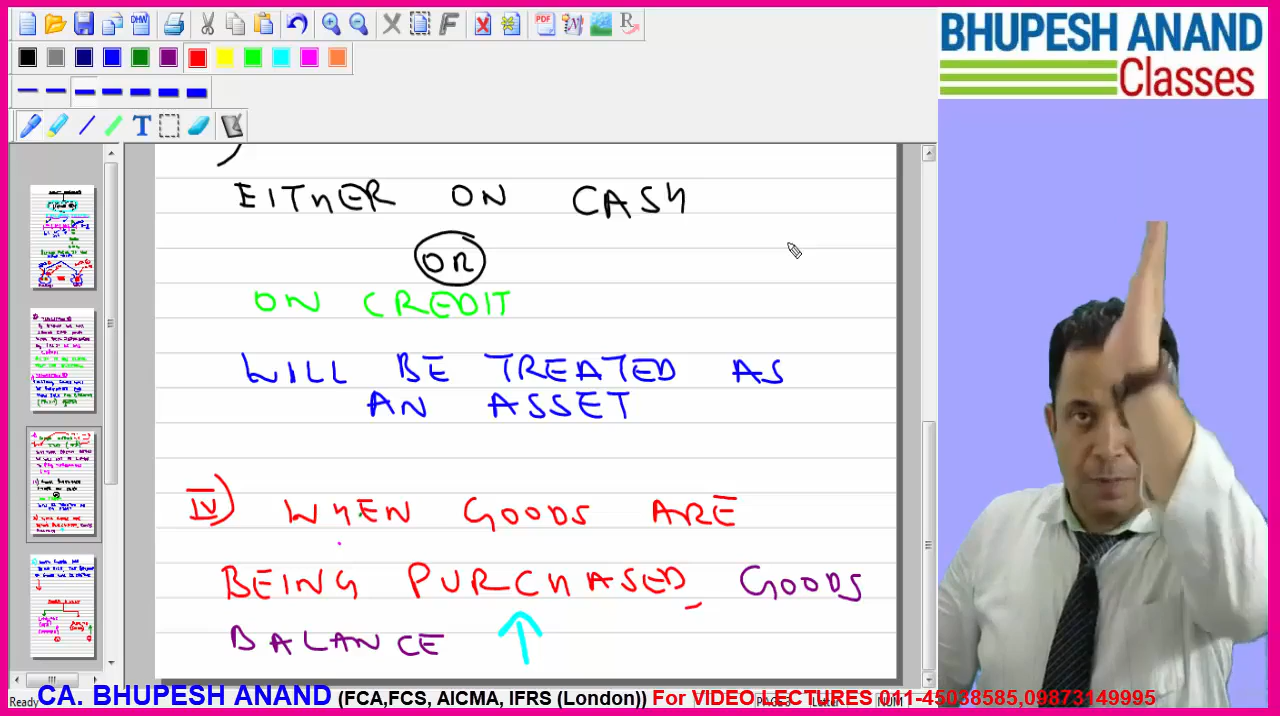 BHUPESH ANAND
Classes
EITHER ON CASH
OR
ON CREDIT
WILL BE TREATED AS
AN ASSET
IV) WHEN GOODS ARE
BEING PURCHASED, GOODS
BALANCE ↑
Ready
CA. BHUPESH ANAND (FCA,FCS, AICMA, IFRS (London)) For VIDEO LECTURES 011-45038585,09873149995